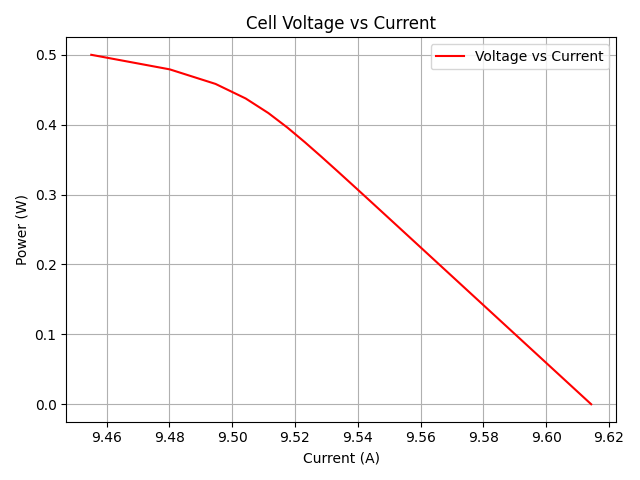 Cell Voltage vs Current
Voltage vs Current
0.5
0.4
0.3
0.2
0.1
0.0
Power (W)
9.46 9.48 9.50 9.52 9.54 9.56 9.58 9.60 9.62
Current (A)